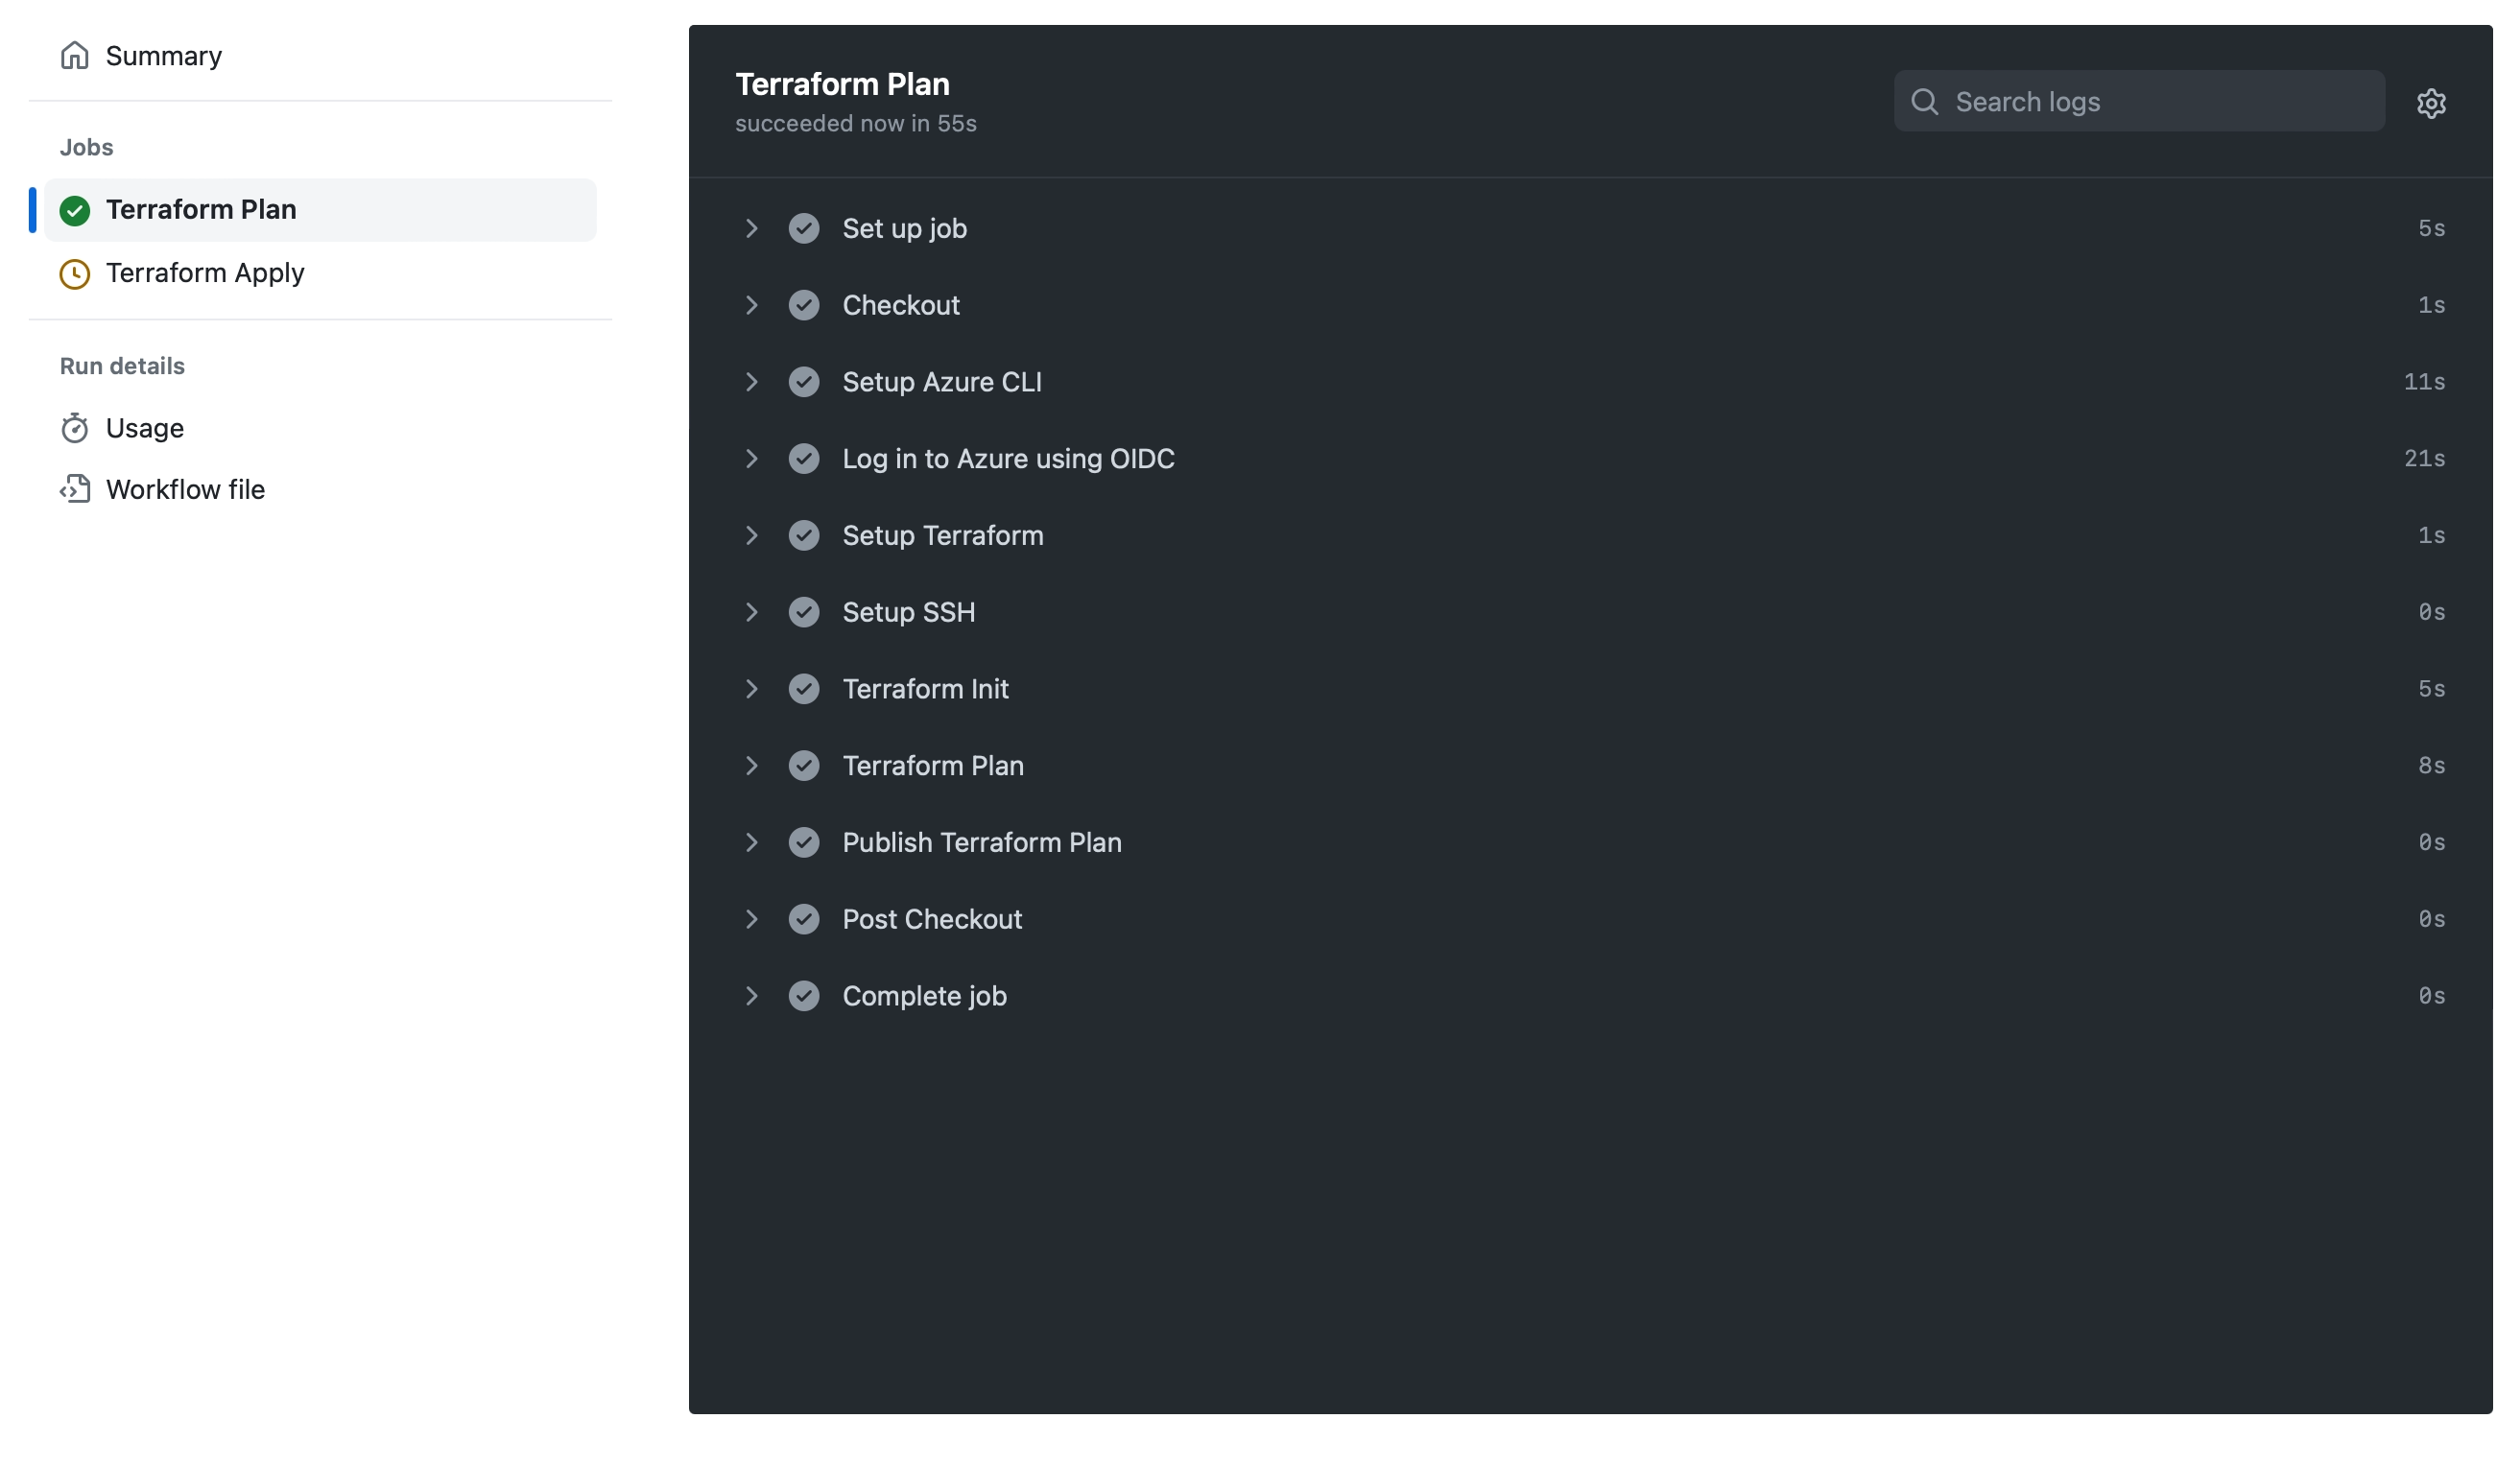 Summary
Jobs
Terraform Plan
Terraform Apply
Run details
Usage
Workflow file
Terraform Plan
succeeded now in 55s
Search logs
Set up job 5s
Checkout 1s
Setup Azure CLI 11s
Log in to Azure using OIDC 21s
Setup Terraform 1s
Setup SSH 0s
Terraform Init 5s
Terraform Plan 8s
Publish Terraform Plan 0s
Post Checkout 0s
Complete job 0s